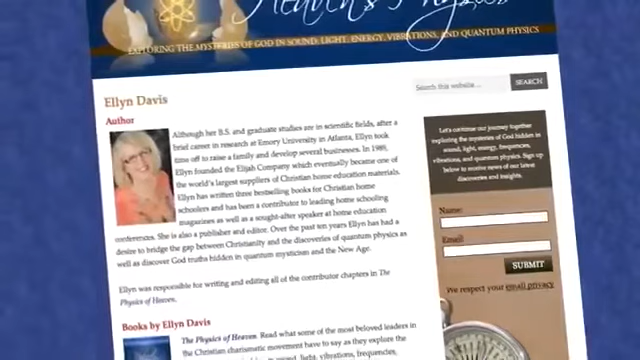 Heaven's Physics
EXPLORING THE MYSTERIES OF GOD IN SOUND, LIGHT, ENERGY, VIBRATIONS, AND QUANTUM PHYSICS
Search this website... SEARCH
Ellyn Davis
Author
Although her B.S. and graduate studies are in scientific fields, after a
brief career in research at Emory University in Atlanta, Ellyn took
time off to raise a family and develop several businesses. In 1989,
Ellyn founded the Elijah Company which eventually became one of
the world's largest suppliers of Christian home education materials.
Ellyn has written three bestselling books for Christian home
schoolers and has been a contributor to leading home schooling
magazines as well as a sought-after speaker at home education
conferences. She is also a publisher and editor. Over the past ten years Ellyn has had a
desire to bridge the gap between Christianity and the discoveries of quantum physics as
well as discover God truths hidden in quantum mysticism and the New Age.
Ellyn was responsible for writing and editing all of the contributor chapters in The
Physics of Heaven.
Books by Ellyn Davis
The Physics of Heaven. Read what some of the most beloved leaders in
the Christian charismatic movement have to say as they explore the
sound, light, vibrations, frequencies,
Let's continue our journey together
exploring the mysteries of God hidden
in sound, light, energy, frequencies,
vibrations, and quantum physics. Sign up
below to receive news of our latest
discoveries and insights.
Name:
Email
SUBMIT
We respect your email privacy